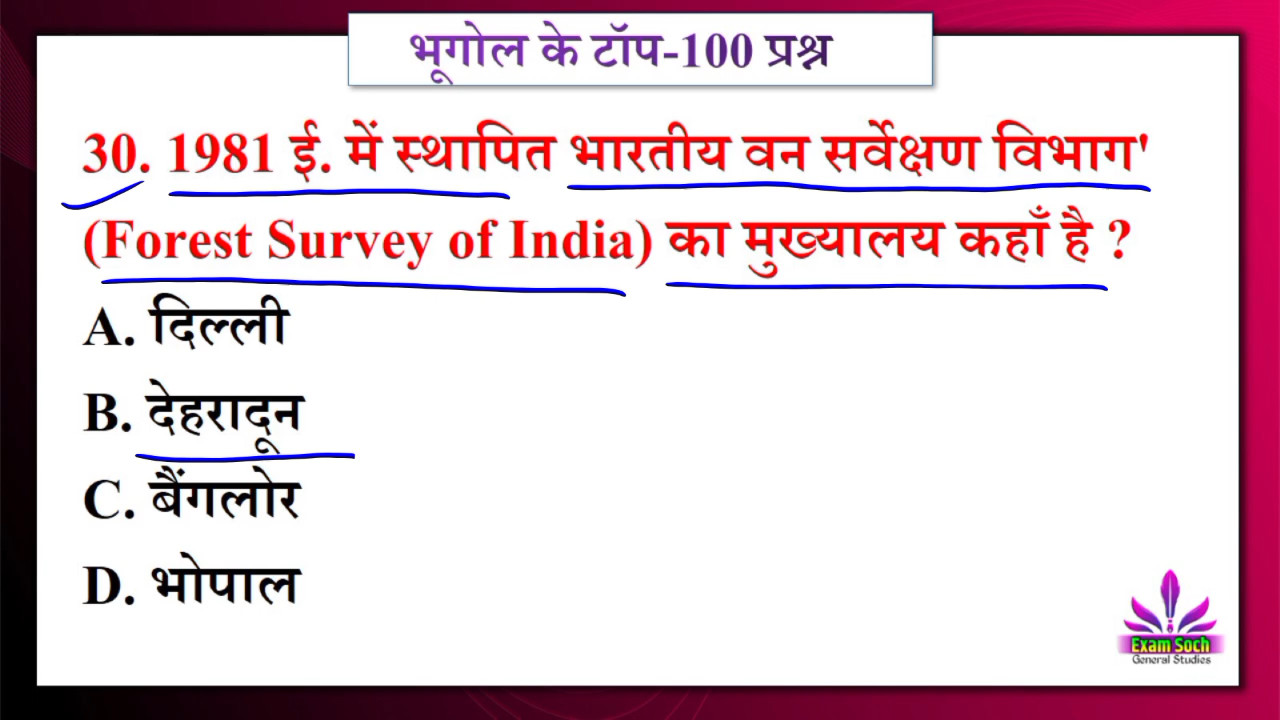 भूगोल के टॉप-100 प्रश्न
30. 1981 ई. में स्थापित भारतीय वन सर्वेक्षण विभाग'
(Forest Survey of India) का मुख्यालय कहाँ है ?
A. दिल्ली
B. देहरादून
C. बैंगलोर
D. भोपाल
Exam Soch
General Studies